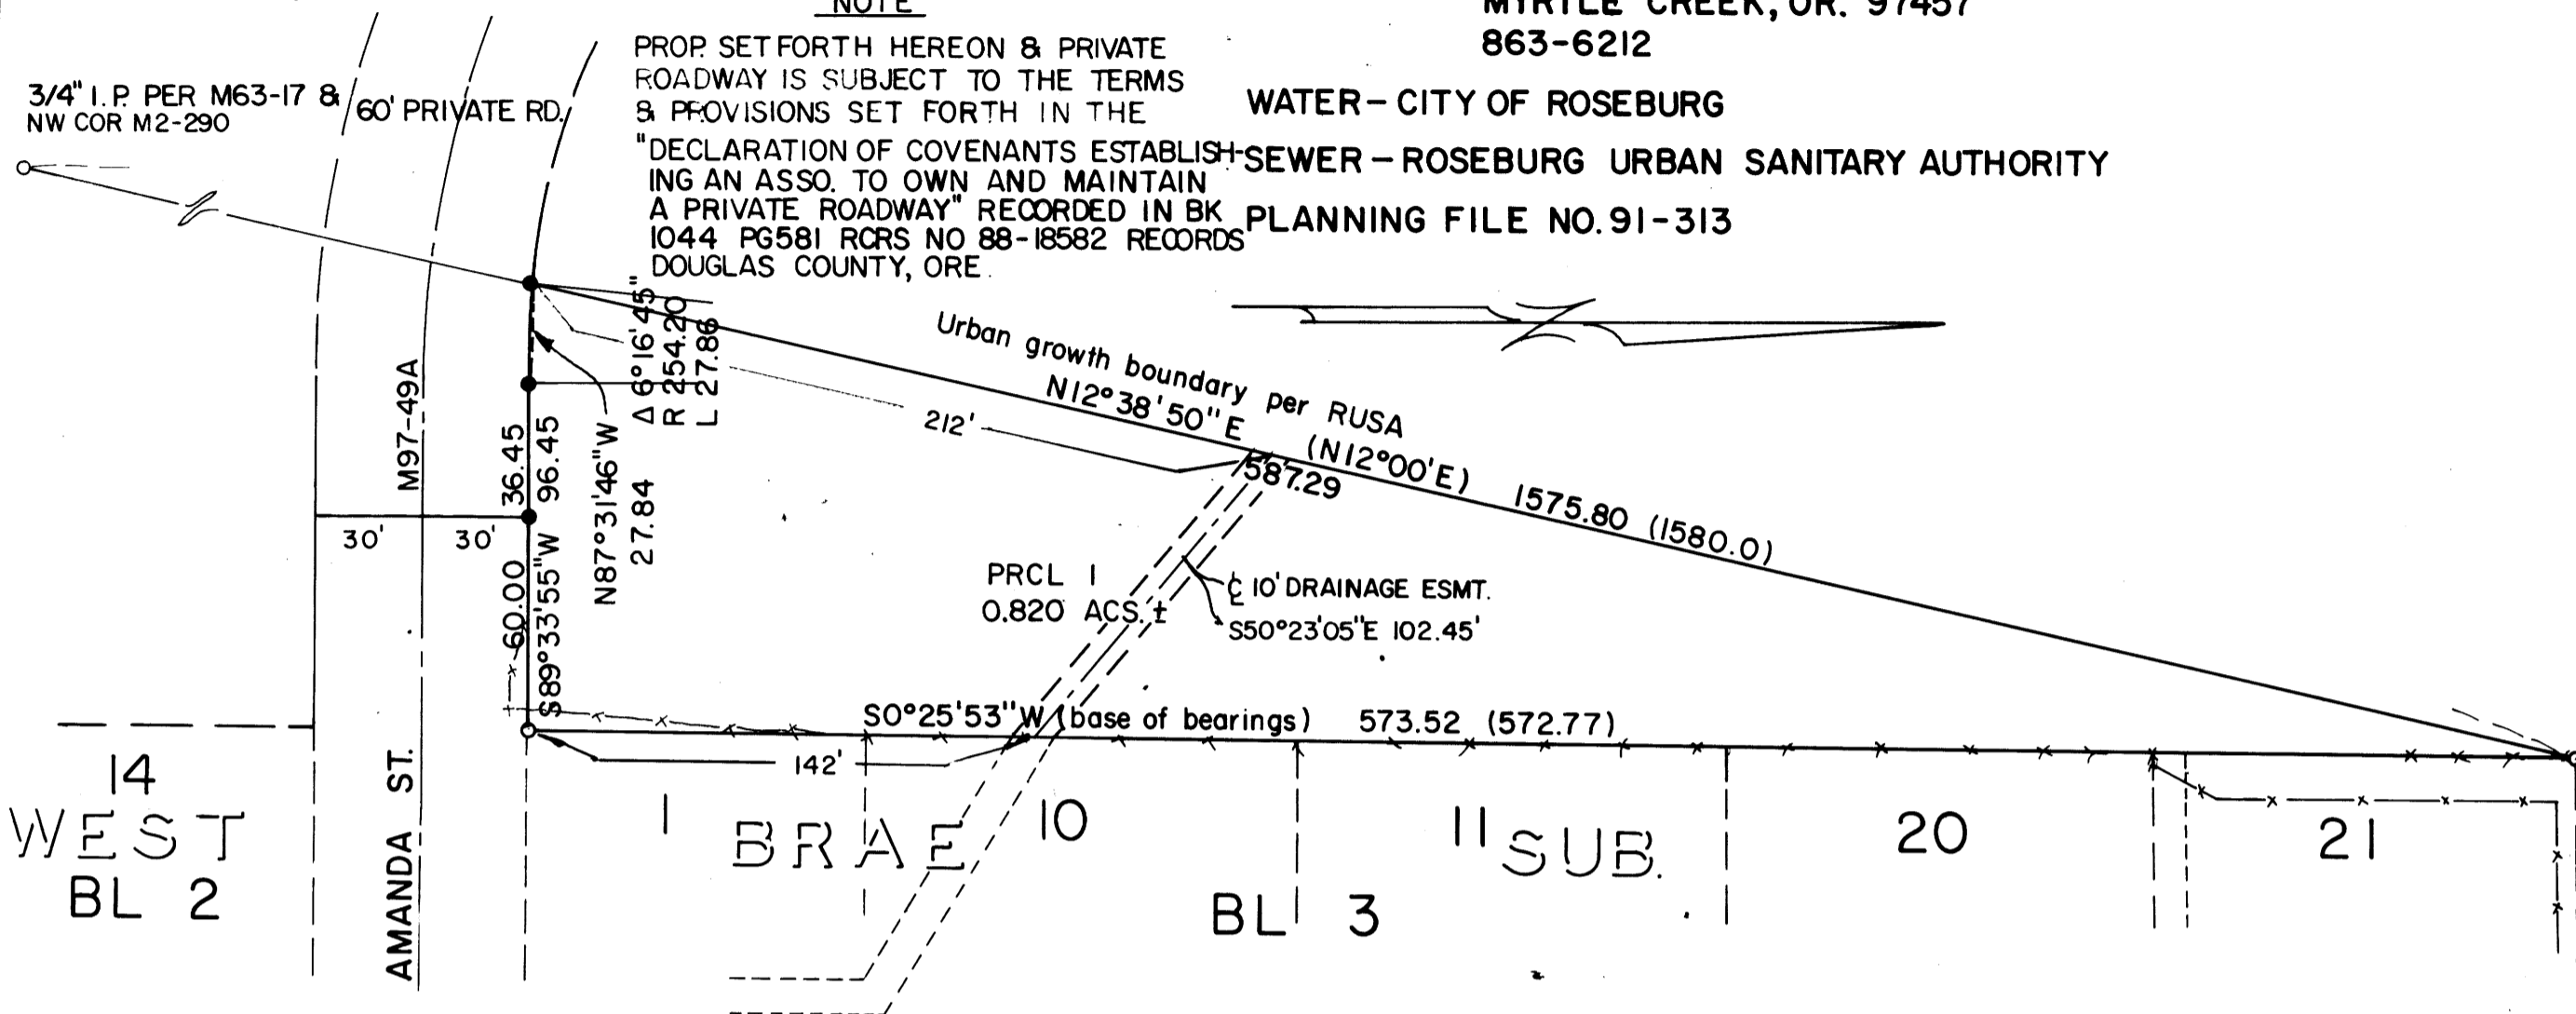 NOTE
PROP. SET FORTH HEREON & PRIVATE
ROADWAY IS SUBJECT TO THE TERMS
& PROVISIONS SET FORTH IN THE
"DECLARATION OF COVENANTS ESTABLISH-
ING AN ASSO. TO OWN AND MAINTAIN
A PRIVATE ROADWAY" RECORDED IN BK
1044 PG581 RCRS NO 88-18582 RECORDS
DOUGLAS COUNTY, ORE.
MYRTLE CREEK, OR. 97457
863-6212
WATER-CITY OF ROSEBURG
SEWER-ROSEBURG URBAN SANITARY AUTHORITY
PLANNING FILE NO. 91-313
3/4" I.P. PER M63-17 &
NW COR M2-290
60' PRIVATE RD.
Δ 6°16'45"
R 254.20
L 27.86
Urban growth boundary per RUSA
N12°38'50"E (N12°00'E) 1575.80 (1580.0)
212'
587.29
M97-49A
36.45
S89°33'55"W 96.45
N87°31'46"W
27.84
30' 30'
60.00
PRCL 1
0.820 ACS.±
℄ 10' DRAINAGE ESMT.
S50°23'05"E 102.45'
S0°25'53"W (base of bearings) 573.52 (572.77)
142'
14
WEST
BL 2
AMANDA ST.
1
BRAE
10
11
SUB.
20
21
BL 3